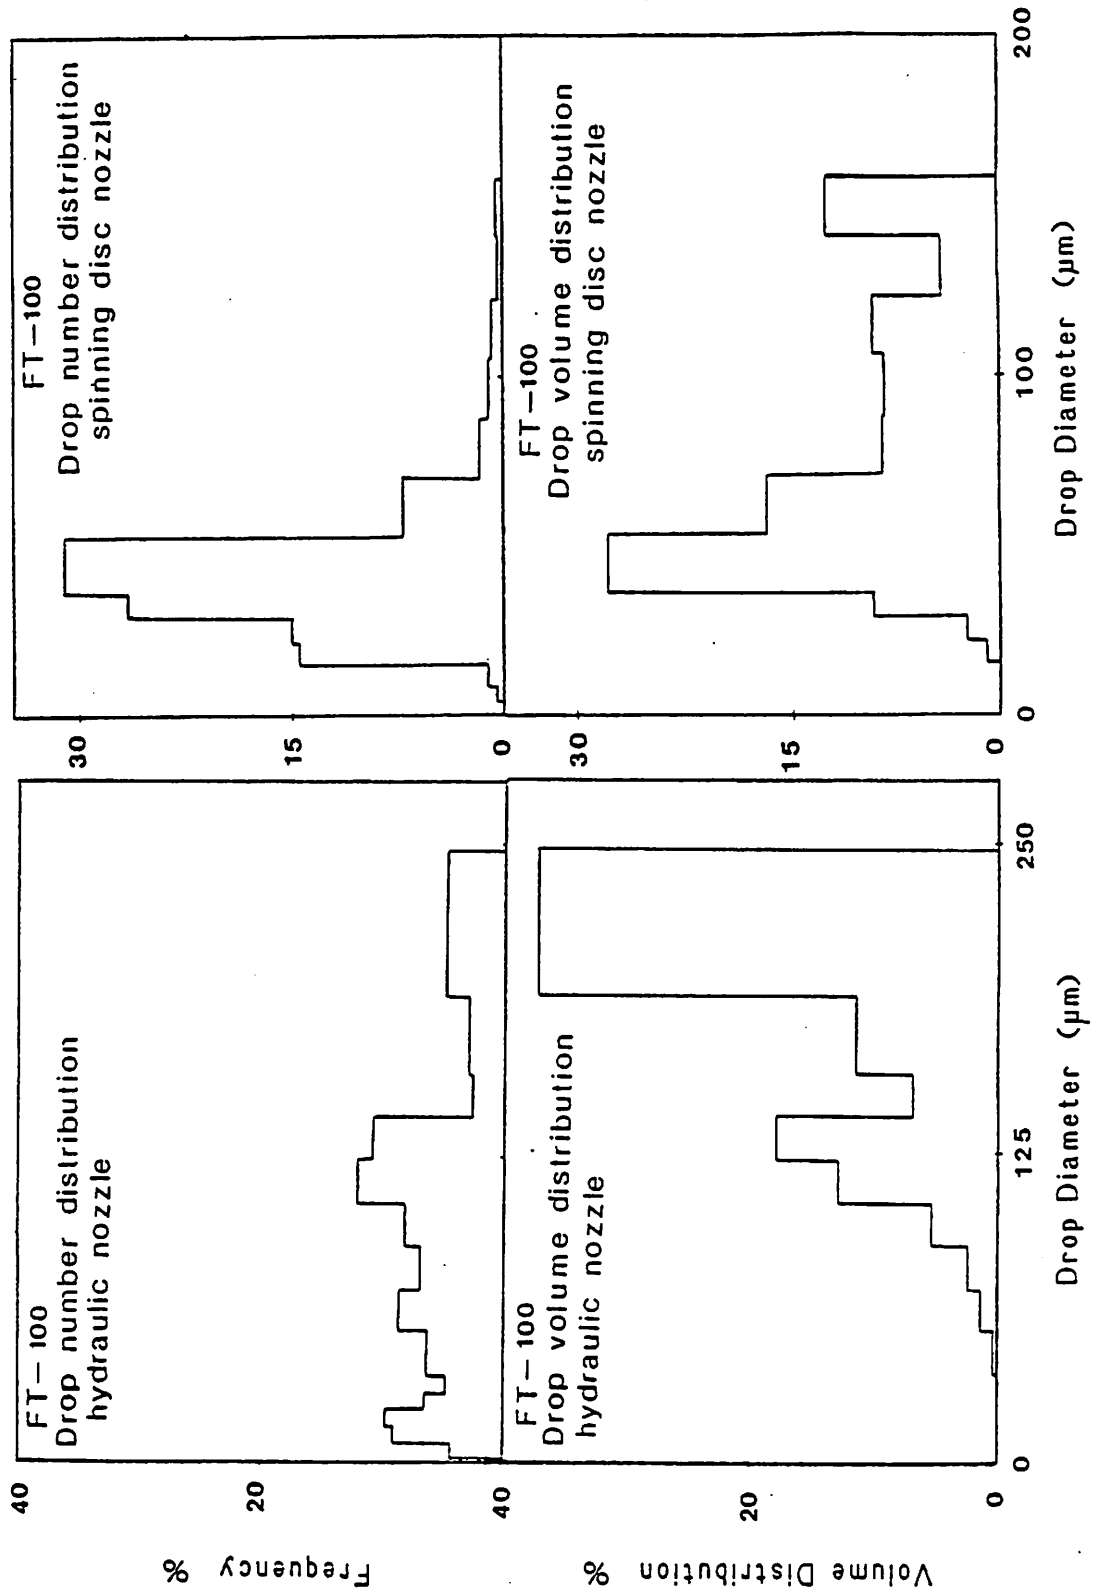 Frequency %
40
20
FT-100
Drop number distribution
hydraulic nozzle
30
15
0
FT-100
Drop number distribution
spinning disc nozzle
Volume Distribution %
40
20
0
FT-100
Drop volume distribution
hydraulic nozzle
0
125
250
Drop Diameter (µm)
30
15
0
FT-100
Drop volume distribution
spinning disc nozzle
0
100
200
Drop Diameter (µm)